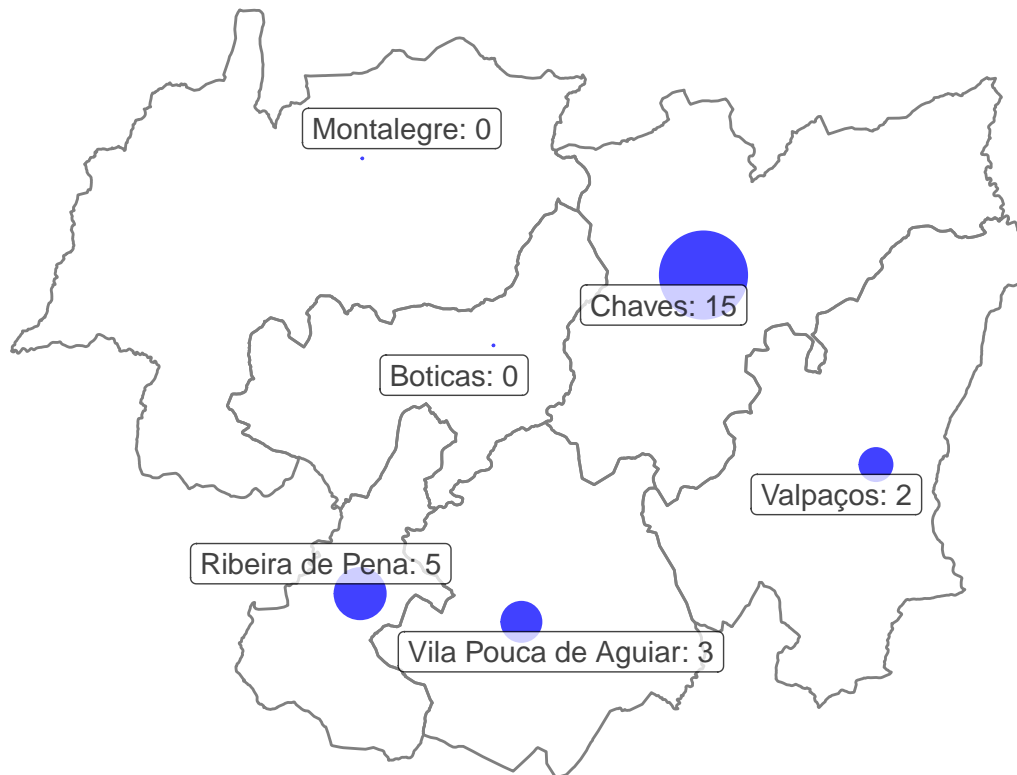 Montalegre: 0
Chaves: 15
Boticas: 0
Valpaços: 2
Ribeira de Pena: 5
Vila Pouca de Aguiar: 3